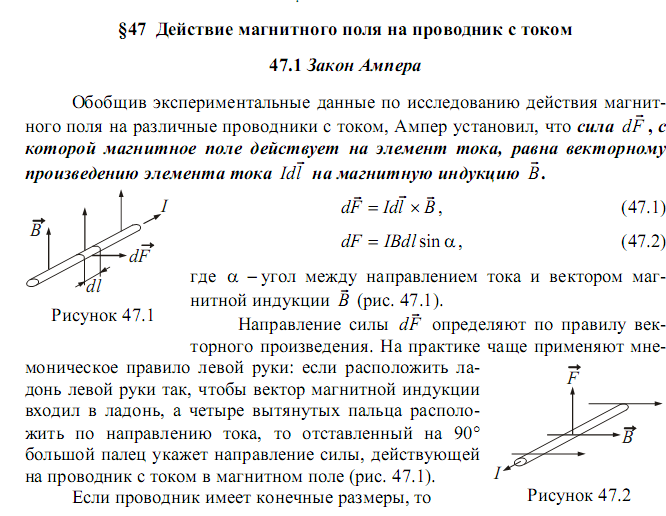 §47 Действие магнитного поля на проводник с током
47.1 Закон Ампера
Обобщив экспериментальные данные по исследованию действия магнит-
ного поля на различные проводники с током, Ампер установил, что сила dF⃗, с
которой магнитное поле действует на элемент тока, равна векторному
произведению элемента тока Idl⃗ на магнитную индукцию B⃗.
dF⃗ = Idl⃗ × B⃗, (47.1)
dF = IBdl sin α, (47.2)
I
B⃗
dF⃗
dl
Рисунок 47.1
где α – угол между направлением тока и вектором маг-
нитной индукции B⃗ (рис. 47.1).
Направление силы dF⃗ определяют по правилу век-
торного произведения. На практике чаще применяют мне-
моническое правило левой руки: если расположить ла-
донь левой руки так, чтобы вектор магнитной индукции
входил в ладонь, а четыре вытянутых пальца располо-
жить по направлению тока, то отставленный на 90°
большой палец укажет направление силы, действующей
на проводник с током в магнитном поле (рис. 47.1).
Если проводник имеет конечные размеры, то
F⃗
B⃗
I
Рисунок 47.2